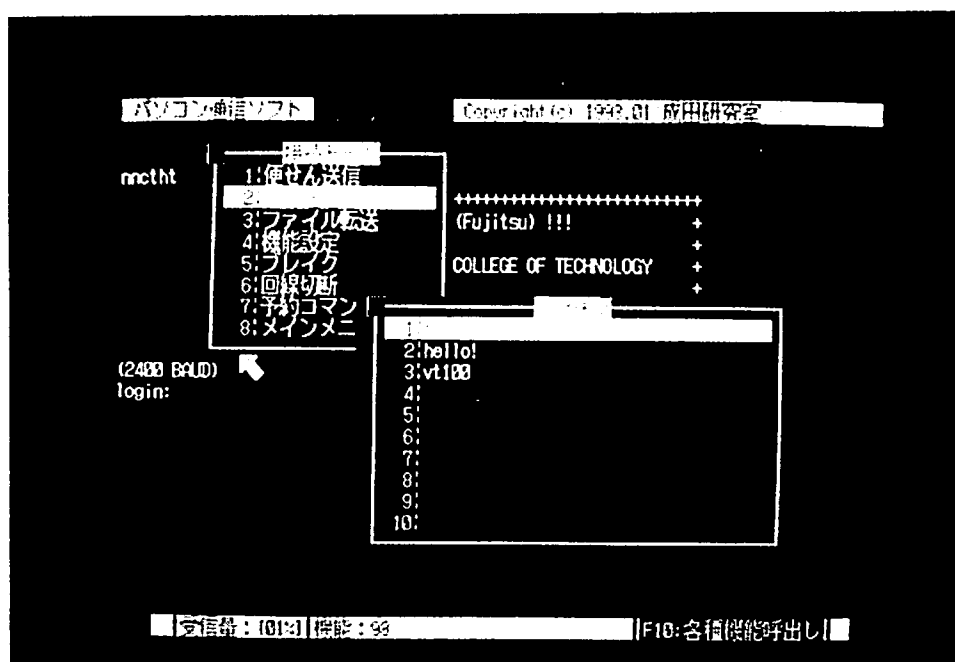 パソコン通信ソフト
Copyright(c) 1993.01 成田研究室
nnctht
1:便せん送信
2:
3:ファイル転送
4:機能設定
5:ブレイク
6:回線切断
7:予約コマン
8:メインメニ
+++++++++++++++++++++++++
(Fujitsu) !!! +
+
COLLEGE OF TECHNOLOGY +
+
(2400 BAUD)
login:
1:
2:hello!
3:vt100
4:
5:
6:
7:
8:
9:
10:
機能:93
F10:各種機能呼出し